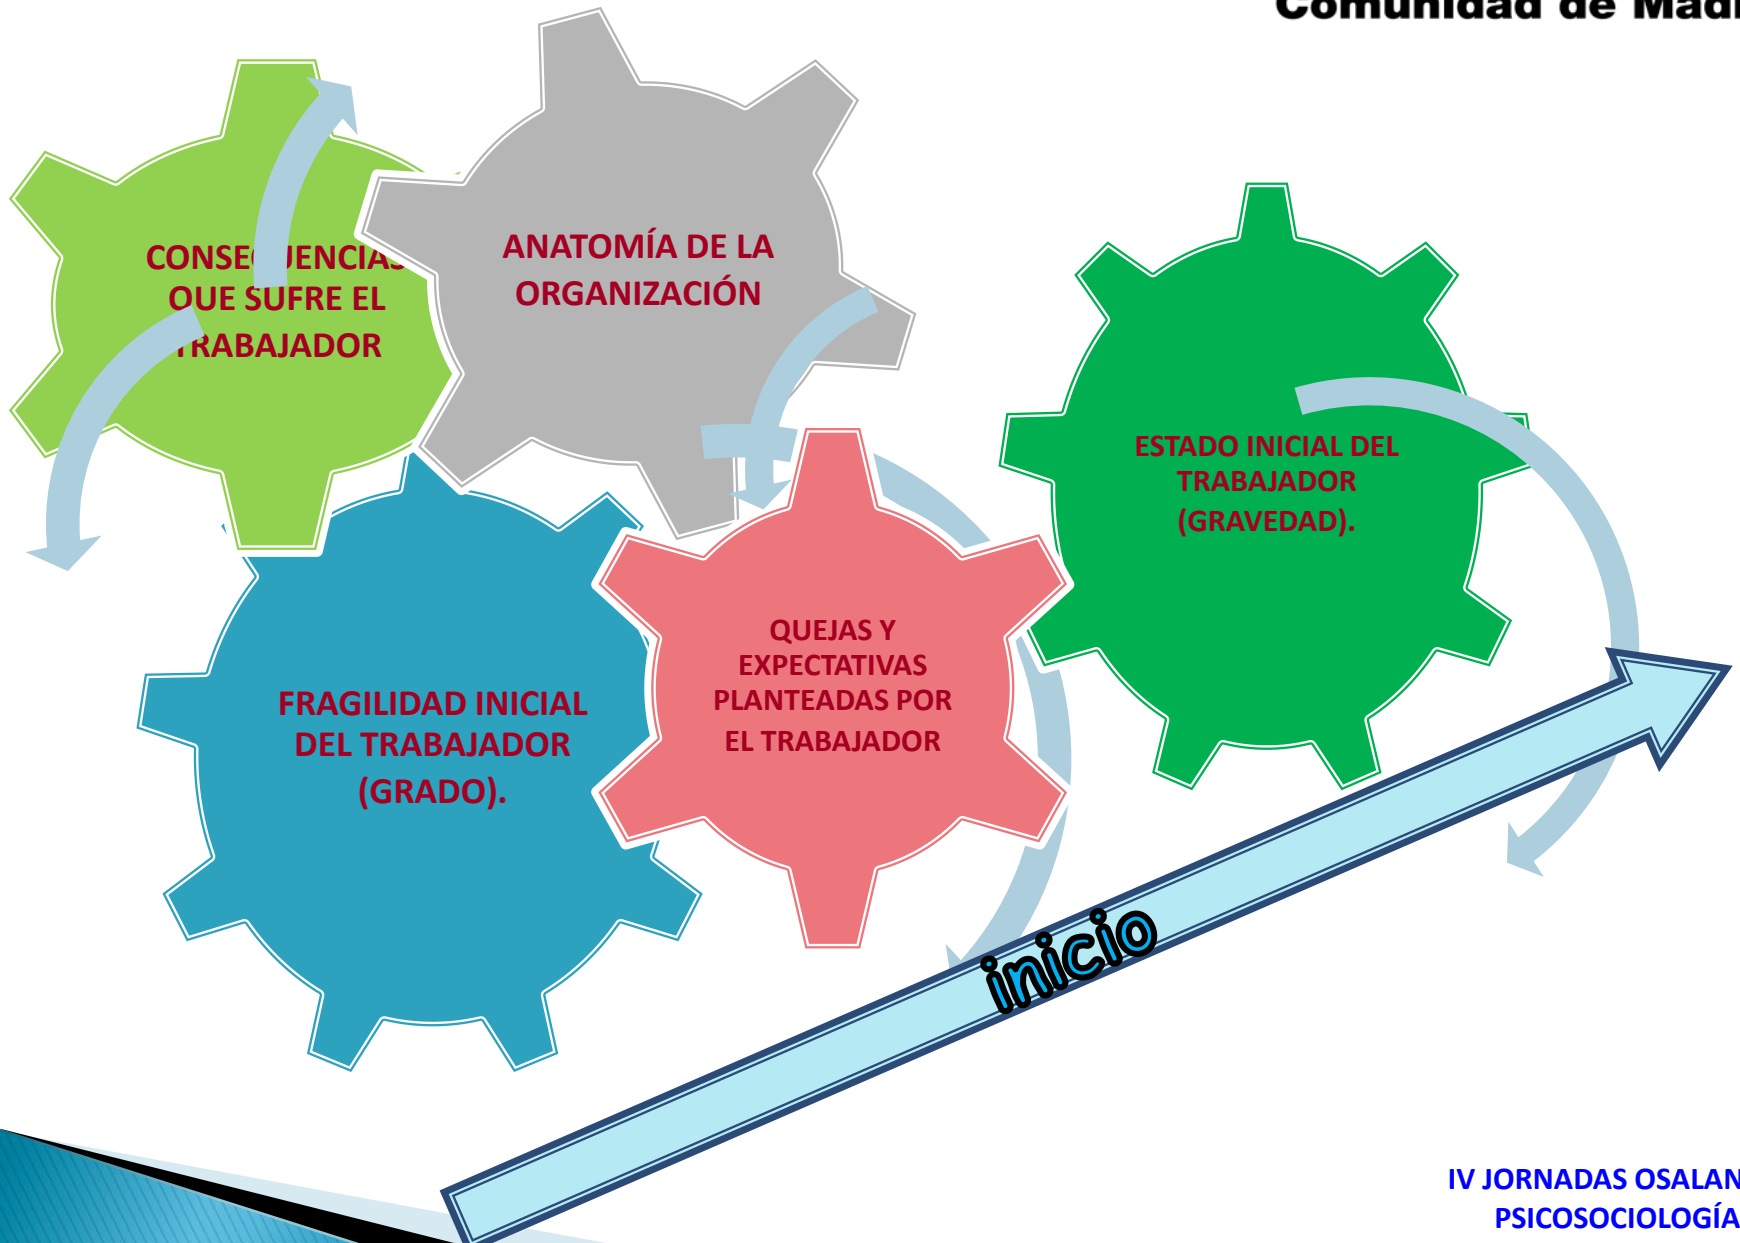 Comunidad de
CONSECUENCIAS
QUE SUFRE EL
TRABAJADOR
ANATOMÍA DE LA
ORGANIZACIÓN
ESTADO INICIAL DEL
TRABAJADOR
(GRAVEDAD).
QUEJAS Y
EXPECTATIVAS
PLANTEADAS POR
EL TRABAJADOR
FRAGILIDAD INICIAL
DEL TRABAJADOR
(GRADO).
inicio
IV JORNADAS OSALAN
PSICOSOCIOLOGÍA